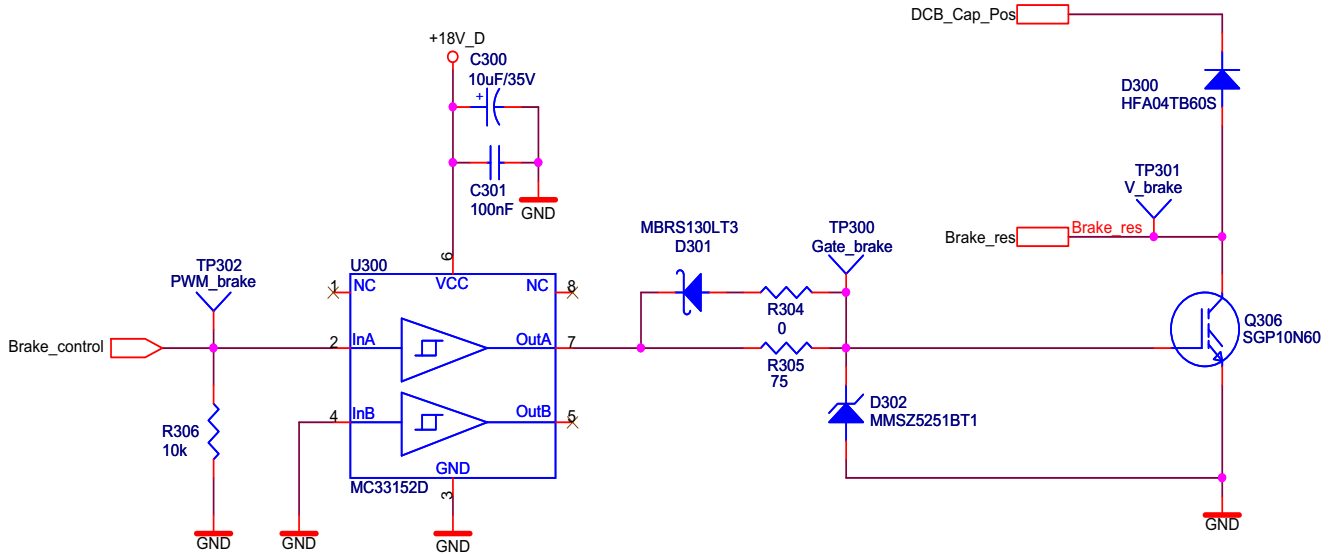 DCB_Cap_Pos
+18V_D
C300
10uF/35V
+
D300
HFA04TB60S
C301
100nF
GND
TP301
V_brake
MBRS130LT3
D301
TP300
Gate_brake
Brake_res
Brake_res
TP302
PWM_brake
U300
6
1
NC
VCC
NC
8
R304
0
Q306
SGP10N60
Brake_control
2
InA
OutA
7
R305
75
D302
MMSZ5251BT1
4
InB
OutB
5
R306
10k
GND
MC33152D
3
GND
GND
GND
GND